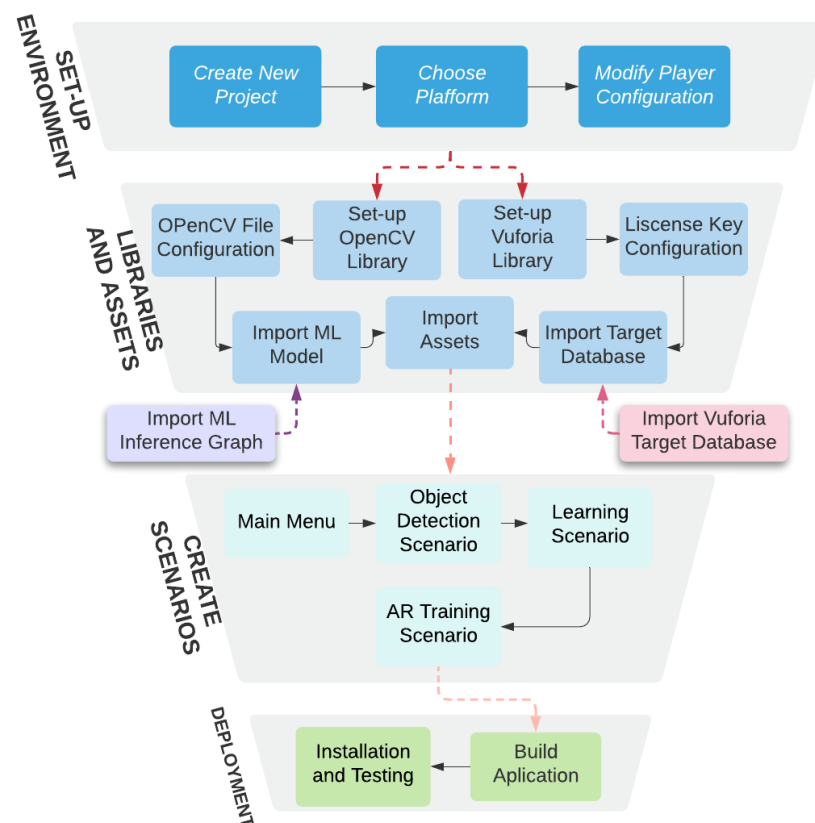 SET-UP
ENVIRONMENT
Create New
Project
Choose
Plafform
Modify Player
Configuration
LIBRARIES
AND ASSETS
OPenCV File
Configuration
Set-up
OpenCV
Library
Set-up
Vuforia
Library
Liscense Key
Configuration
Import ML
Model
Import
Assets
Import Target
Database
Import ML
Inference Graph
Import Vuforia
Target Database
CREATE
SCENARIOS
Main Menu
Object
Detection
Scenario
Learning
Scenario
AR Training
Scenario
DEPLOYMENT
Installation
and Testing
Build
Aplication